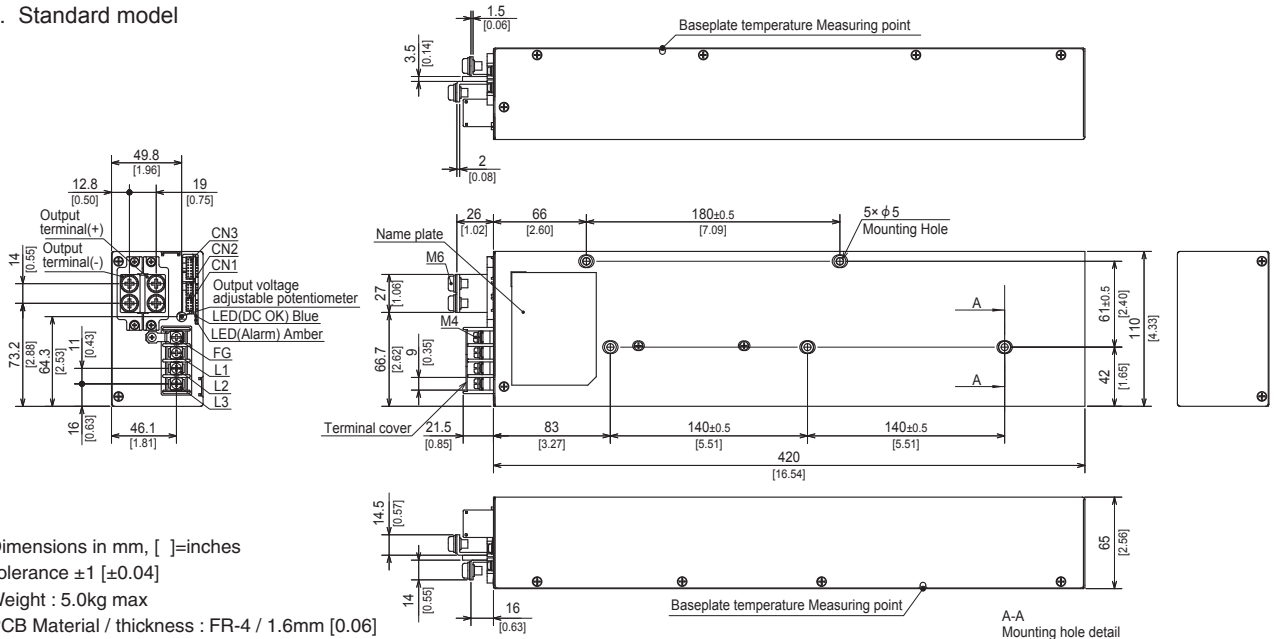 . Standard model
1.5
[0.06]
Baseplate temperature Measuring point
3.5
[0.14]
2
[0.08]
49.8
[1.96]
12.8
[0.50]
19
[0.75]
Output
terminal(+)
Output
terminal(-)
CN3
CN2
CN1
Output voltage
adjustable potentiometer
LED(DC OK) Blue
LED(Alarm) Amber
FG
L1
L2
L3
14
[0.55]
73.2
[2.88]
64.3
[2.53]
11
[0.43]
16
[0.63]
46.1
[1.81]
26
[1.02]
66
[2.60]
180±0.5
[7.09]
5×φ5
Mounting Hole
Name plate
M6
27
[1.06]
M4
66.7
[2.62]
9
[0.35]
A
A
61±0.5
[2.40]
110
[4.33]
42
[1.65]
Terminal cover
21.5
[0.85]
83
[3.27]
140±0.5
[5.51]
140±0.5
[5.51]
420
[16.54]
14.5
[0.57]
14
[0.55]
16
[0.63]
Baseplate temperature Measuring point
65
[2.56]
A-A
Mounting hole detail
Dimensions in mm, [ ]=inches
olerance ±1 [±0.04]
Weight : 5.0kg max
PCB Material / thickness : FR-4 / 1.6mm [0.06]